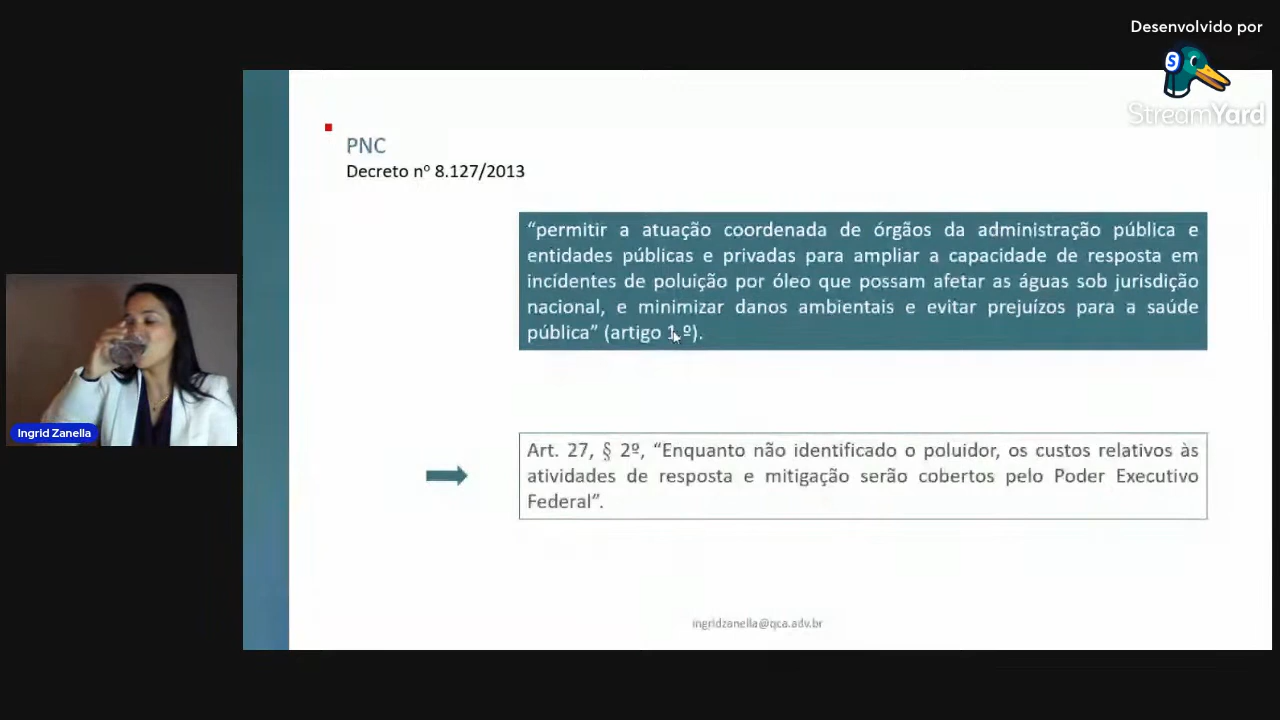 Desenvolvido por
S
StreamYard
PNC
Decreto nº 8.127/2013
“permitir a atuação coordenada de órgãos da administração pública e
entidades públicas e privadas para ampliar a capacidade de resposta em
incidentes de poluição por óleo que possam afetar as águas sob jurisdição
nacional, e minimizar danos ambientais e evitar prejuízos para a saúde
pública” (artigo 1.º).
Ingrid Zanella
Art. 27, § 2º, “Enquanto não identificado o poluidor, os custos relativos às
atividades de resposta e mitigação serão cobertos pelo Poder Executivo
Federal”.
ingridzanella@qca.adv.br